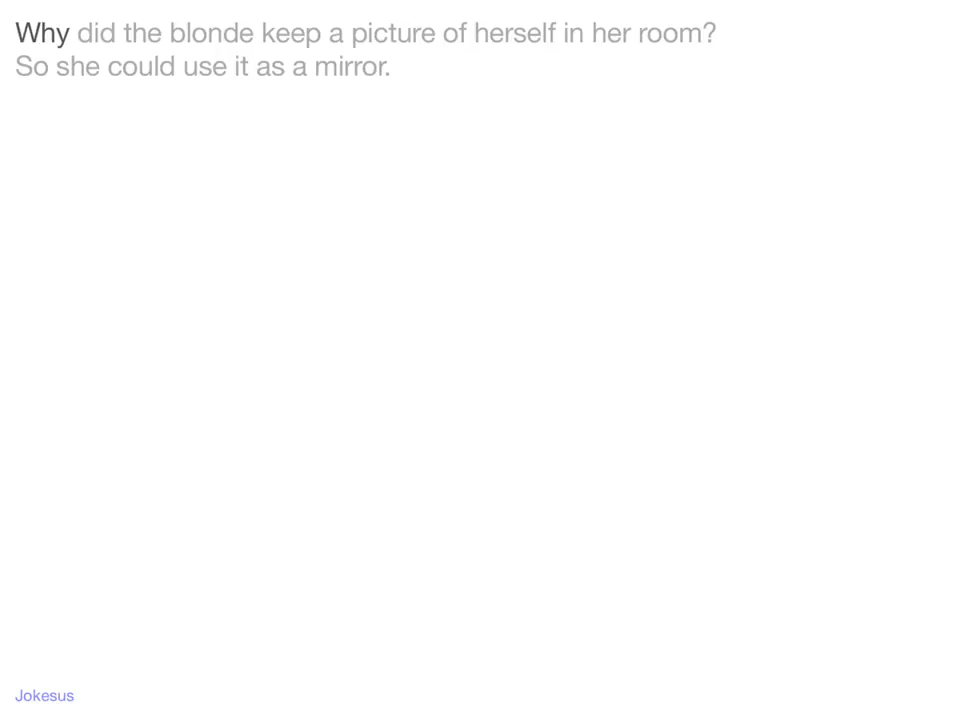 Why did the blonde keep a picture of herself in her room?
So she could use it as a mirror.
Jokesus